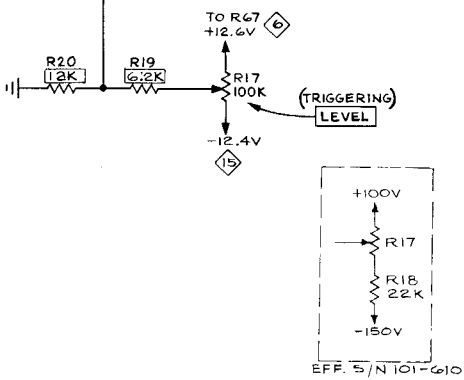 TO R67
+12.6V
6
R20
12K
R19
6.2K
R17
100K
(TRIGGERING)
LEVEL
-12.4V
15
+100V
R17
R18
22K
-150V
EFF. S/N 101-610